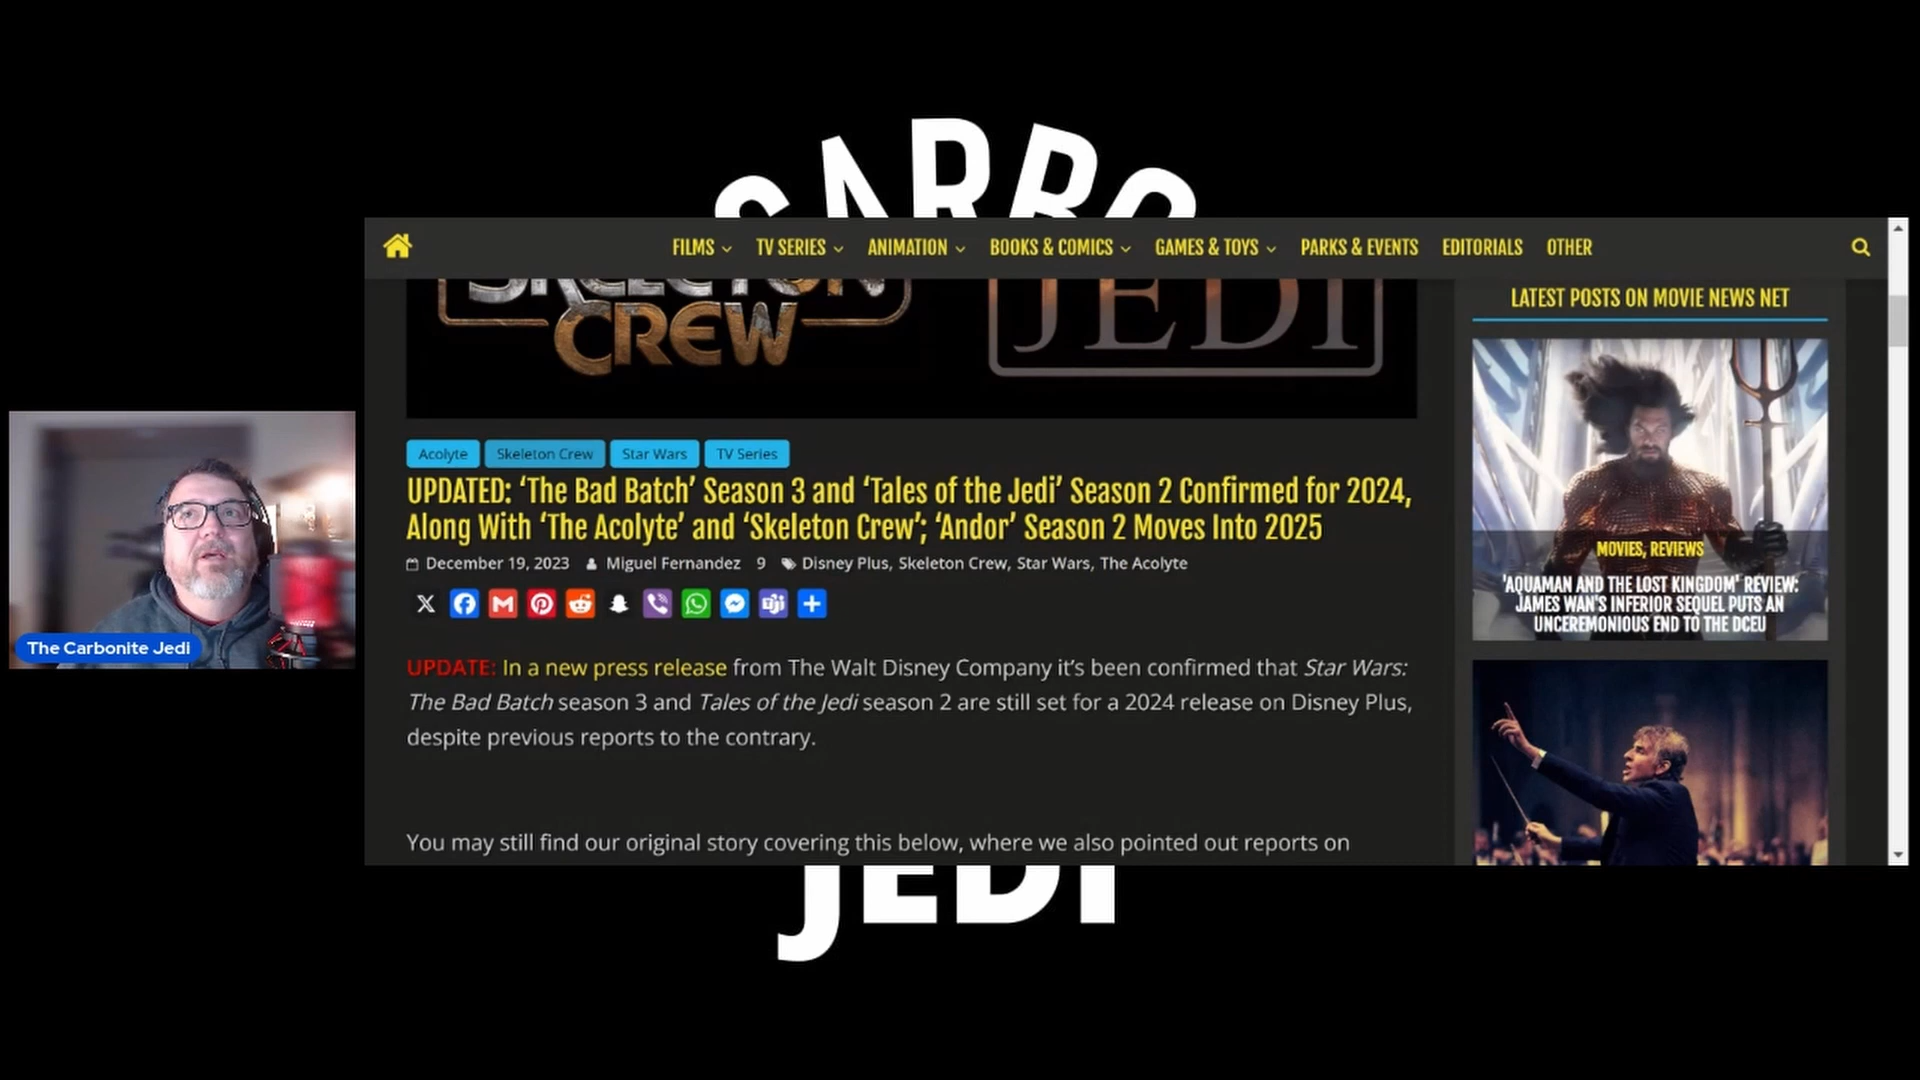 CARBO
FILMS TV SERIES ANIMATION BOOKS & COMICS GAMES & TOYS PARKS & EVENTS EDITORIALS OTHER
SKELETON
CREW
JEDI
LATEST POSTS ON MOVIE NEWS NET
Acolyte Skeleton Crew Star Wars TV Series
UPDATED: ‘The Bad Batch’ Season 3 and ‘Tales of the Jedi’ Season 2 Confirmed for 2024,
Along With ‘The Acolyte’ and ‘Skeleton Crew’; ‘Andor’ Season 2 Moves Into 2025
December 19, 2023 Miguel Fernandez 9 Disney Plus, Skeleton Crew, Star Wars, The Acolyte
UPDATE: In a new press release from The Walt Disney Company it’s been confirmed that Star Wars:
The Bad Batch season 3 and Tales of the Jedi season 2 are still set for a 2024 release on Disney Plus,
despite previous reports to the contrary.
You may still find our original story covering this below, where we also pointed out reports on
MOVIES, REVIEWS
'AQUAMAN AND THE LOST KINGDOM' REVIEW:
JAMES WAN'S INFERIOR SEQUEL PUTS AN
UNCEREMONIOUS END TO THE DCEU
The Carbonite Jedi
JEDI